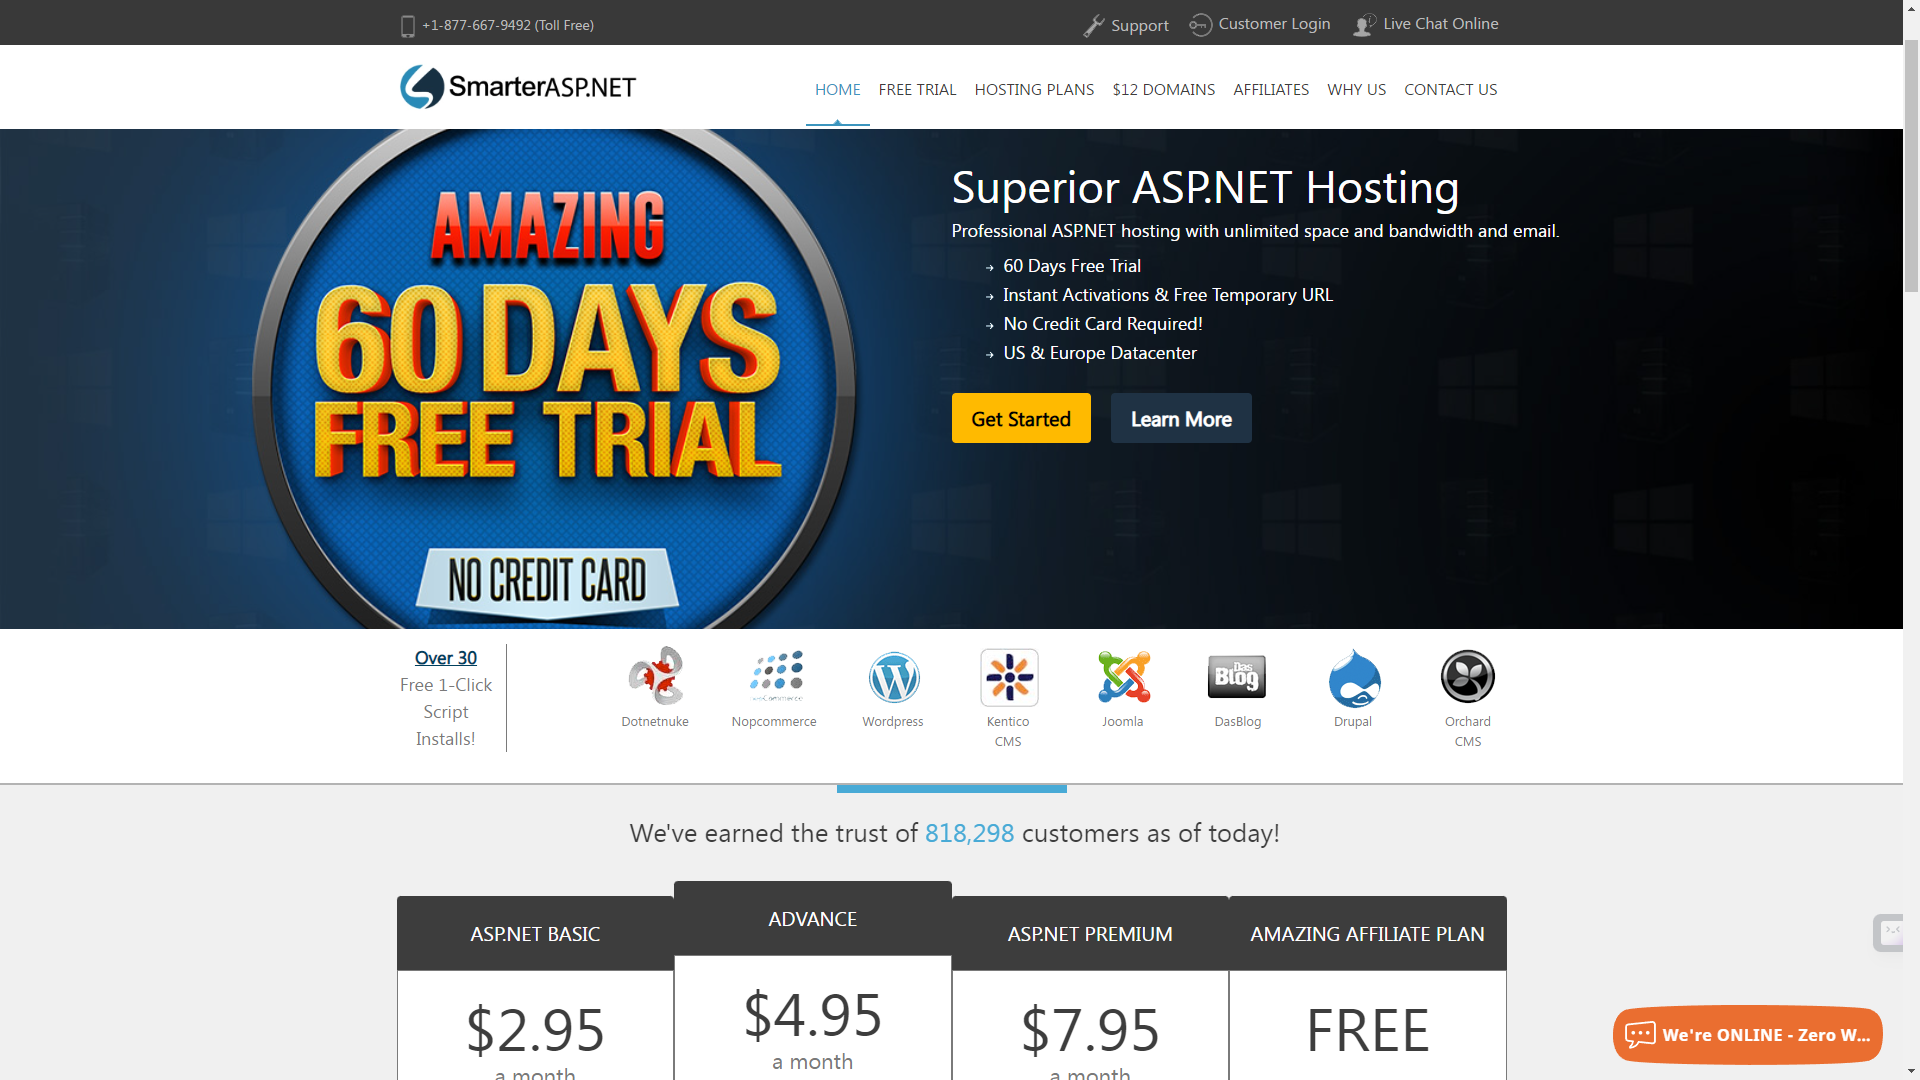 +1-877-667-9492 (Toll Free)
Support
Customer Login
Live Chat Online
SmarterASP.NET
HOME
FREE TRIAL
HOSTING PLANS
$12 DOMAINS
AFFILIATES
WHY US
CONTACT US
AMAZING
60 DAYS
FREE TRIAL
NO CREDIT CARD
Superior ASP.NET Hosting
Professional ASP.NET hosting with unlimited space and bandwidth and email.
60 Days Free Trial
Instant Activations & Free Temporary URL
No Credit Card Required!
US & Europe Datacenter
Get Started
Learn More
Over 30
Free 1-Click
Script
Installs!
Dotnetnuke
Nopcommerce
Wordpress
Kentico
CMS
Joomla
Das
Blog
DasBlog
Drupal
Orchard
CMS
We've earned the trust of 818,298 customers as of today!
ASP.NET BASIC
ADVANCE
ASP.NET PREMIUM
AMAZING AFFILIATE PLAN
$2.95
a month
$4.95
a month
$7.95
a month
FREE
We're ONLINE - Zero W...